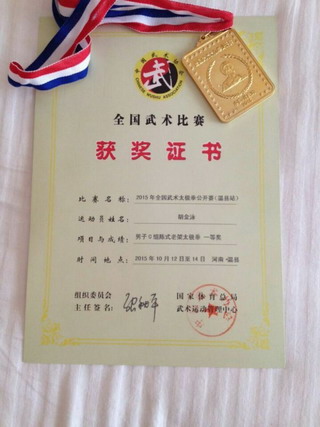 武
全国武术比赛
获奖证书
比赛名称： 2015年全国武术太极拳公开赛（温县站）
运动员姓名：
项目与成绩： 男子 组陈式老架太极拳 一等奖
时间地点： 2015年10月12日至14日 河南·温县
组织委员会
主任签名：
国家体育总局
武术运动管理中心